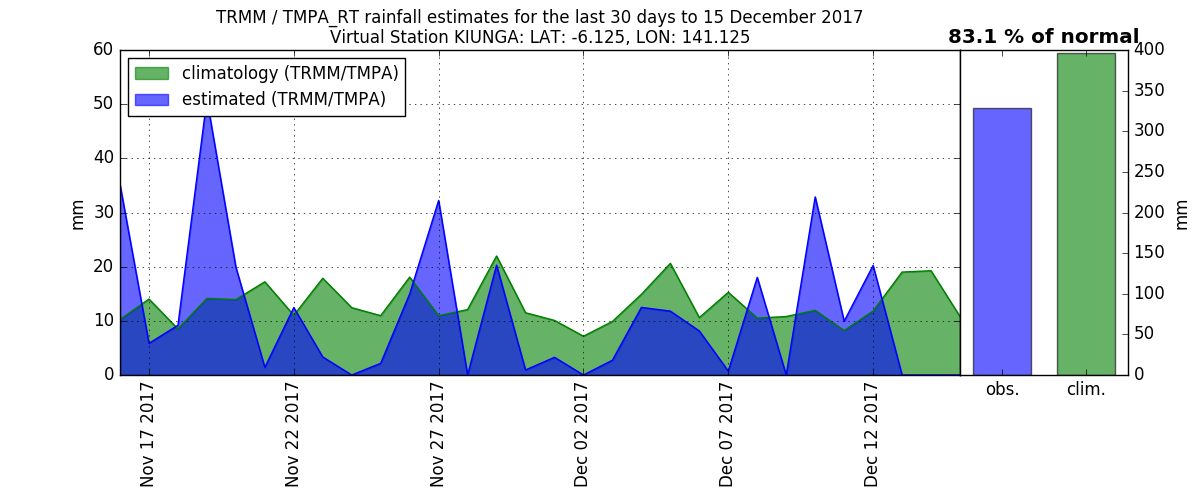 TRMM / TMPA_RT rainfall estimates for the last 30 days to 15 December 2017
Virtual Station KIUNGA: LAT: -6.125, LON: 141.125
83.1 % of normal
climatology (TRMM/TMPA)
estimated (TRMM/TMPA)
60
50
40
30
20
10
0
mm
Nov 17 2017
Nov 22 2017
Nov 27 2017
Dec 02 2017
Dec 07 2017
Dec 12 2017
obs.
clim.
400
350
300
250
200
150
100
50
0
mm